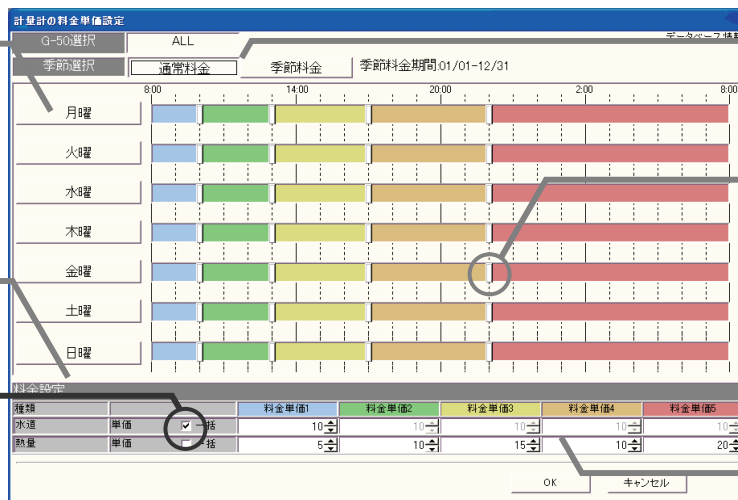 計量計の料金単価設定
G-50選択 ALL データベース情報
季節選択 通常料金 季節料金 季節料金期間:01/01-12/31
8:00 14:00 20:00 2:00 8:00
月曜
火曜
水曜
木曜
金曜
土曜
日曜
料金設定
種類 料金単価1 料金単価2 料金単価3 料金単価4 料金単価5
水道 単価 一括 10 10 10 10 10
熱量 単価 一括 5 10 15 10 20
OK キャンセル